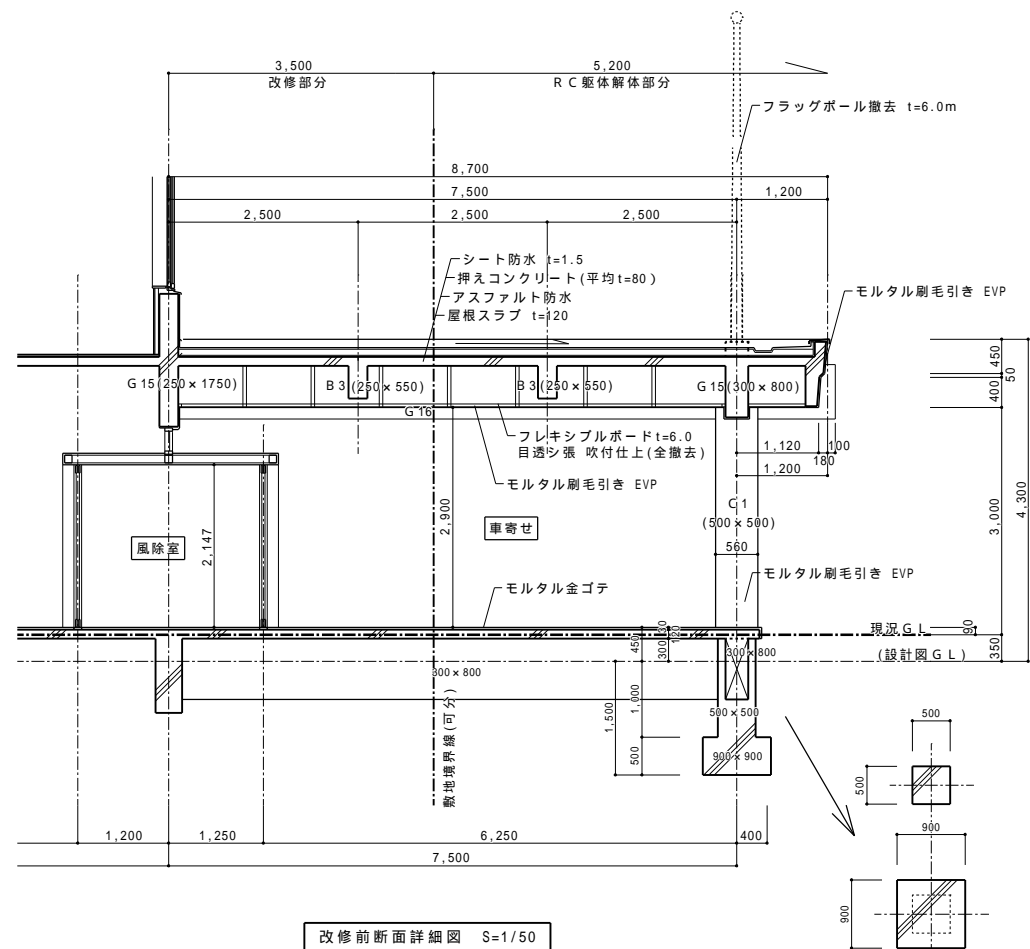 3,500
5,200
改修部分
RC躯体解体部分
フラッグポール撤去 t=6.0m
8,700
7,500
1,200
2,500
2,500
2,500
シート防水 t=1.5
押えコンクリート(平均t=80)
アスファルト防水
屋根スラブ t=120
モルタル刷毛引き EVP
G15(250×1750)
B3(250×550)
B3(250×550)
G15(300×800)
G16
450
50
400
フレキシブルボードt=6.0
目透シ張 吹付仕上(全撤去)
モルタル刷毛引き EVP
1,120
100
180
1,200
C1
(500×500)
560
2,900
車寄せ
風除室
2,147
3,000
4,300
モルタル金ゴテ
モルタル刷毛引き EVP
現況GL
90
(設計図GL)
350
450
30
120
300
300×800
300×800
敷地境界線(可分)
1,500
1,000
500
500×500
900×900
500
500
900
900
1,200
1,250
6,250
400
7,500
改修前断面詳細図 S=1/50